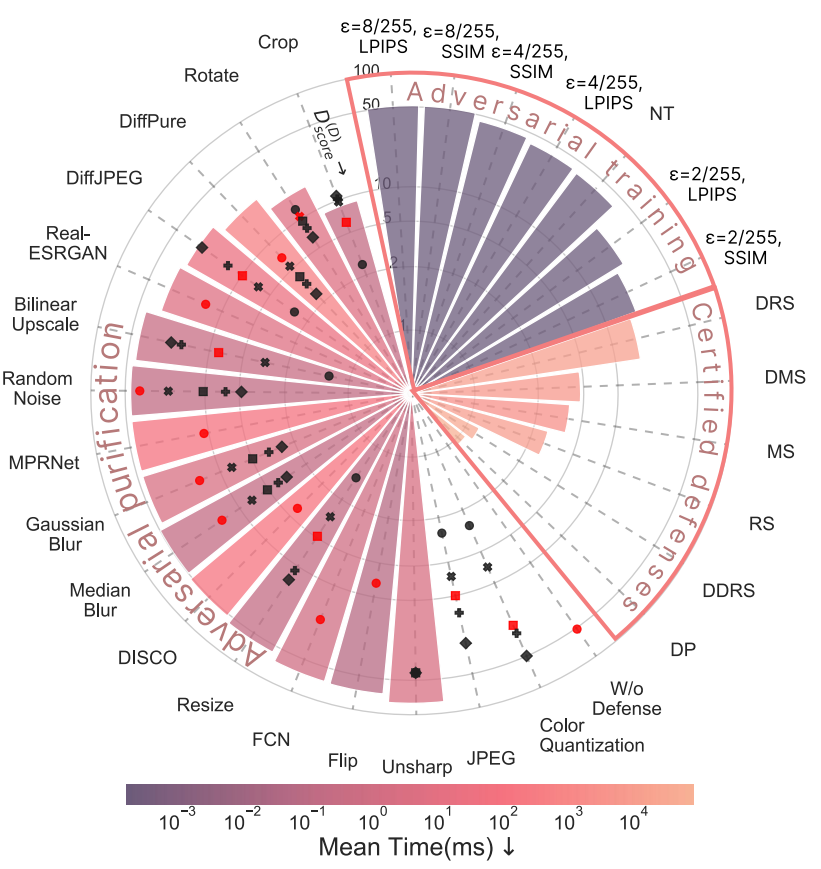 ε=8/255,
LPIPS
ε=8/255,
SSIM
ε=4/255,
SSIM
ε=4/255,
LPIPS
NT
ε=2/255,
LPIPS
ε=2/255,
SSIM
DRS
DMS
MS
RS
DDRS
DP
W/o
Defense
Color
Quantization
JPEG
Unsharp
Flip
FCN
Resize
DISCO
Median
Blur
Gaussian
Blur
MPRNet
Random
Noise
Bilinear
Upscale
Real-
ESRGAN
DiffJPEG
DiffPure
Rotate
Crop
100
50
10
5
2
1
D_score^(D) →
Adversarial training
Certified defenses
Adversarial purification
10⁻³
10⁻²
10⁻¹
10⁰
10¹
10²
10³
10⁴
Mean Time(ms) ↓